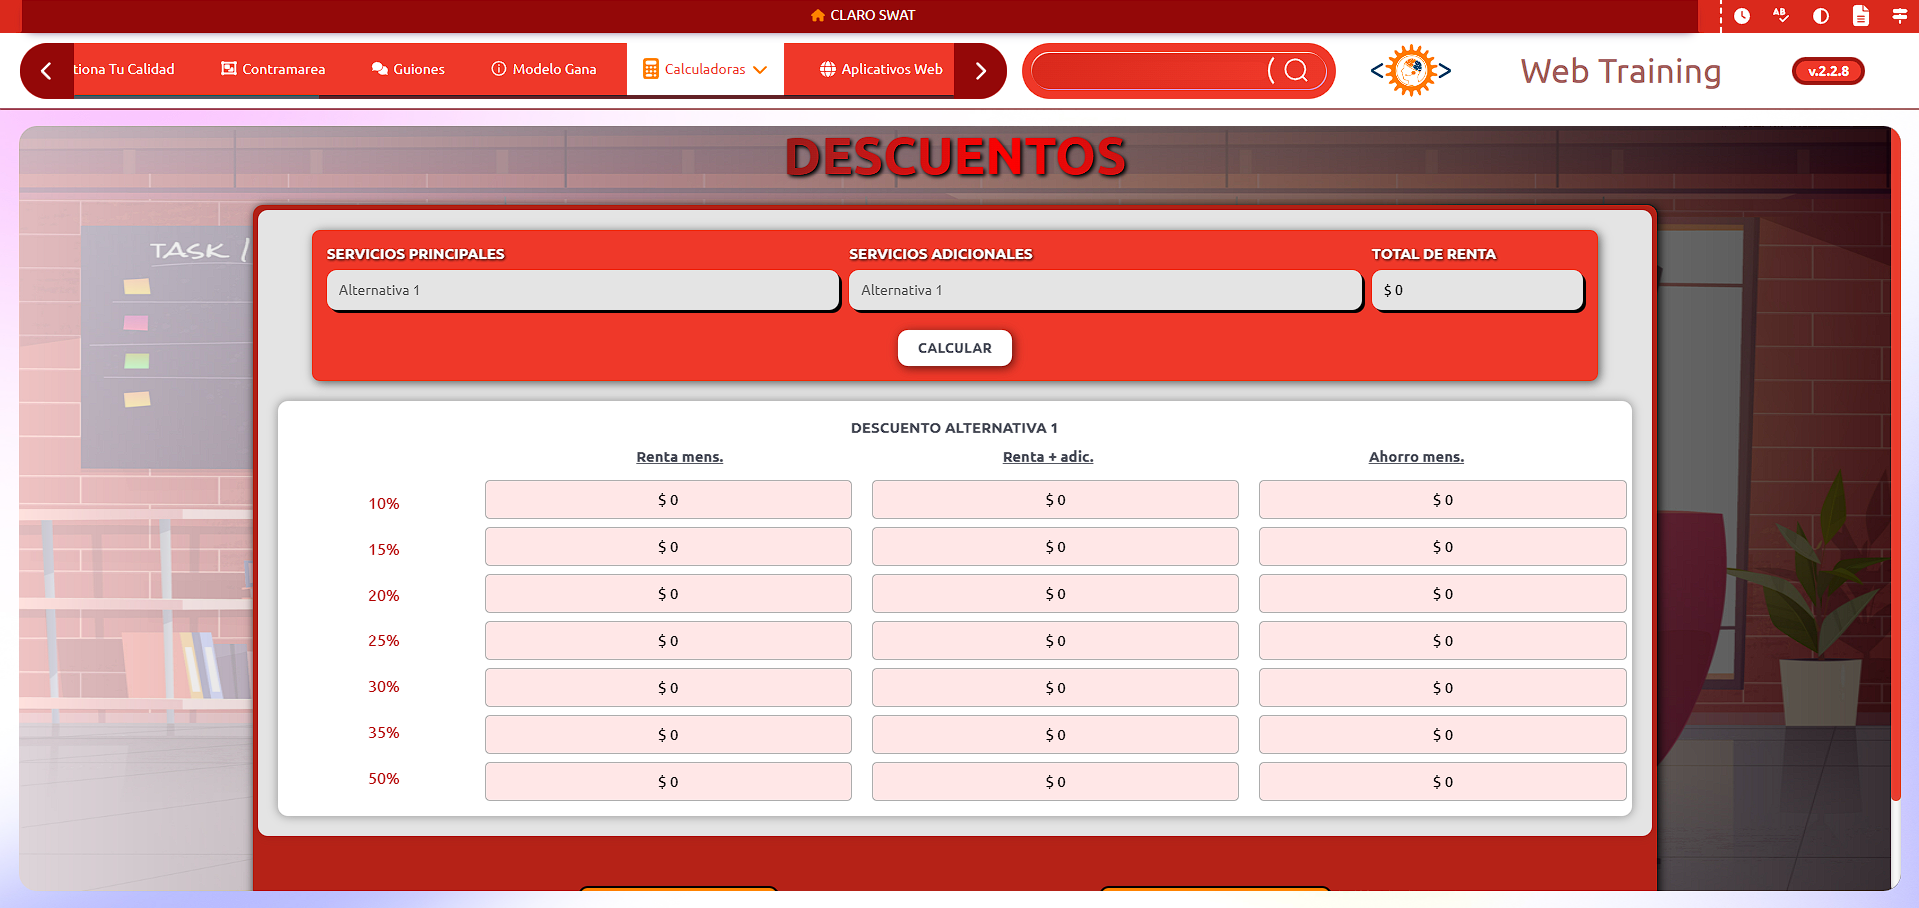 CLARO SWAT
tiona Tu Calidad
Contramarea
Guiones
Modelo Gana
Calculadoras
Aplicativos Web
Web Training
v.2.2.8
DESCUENTOS
TASK
SERVICIOS PRINCIPALES
SERVICIOS ADICIONALES
TOTAL DE RENTA
Alternativa 1
Alternativa 1
$ 0
CALCULAR
DESCUENTO ALTERNATIVA 1
Renta mens. Renta + adic. Ahorro mens.
10% $ 0 $ 0 $ 0
15% $ 0 $ 0 $ 0
20% $ 0 $ 0 $ 0
25% $ 0 $ 0 $ 0
30% $ 0 $ 0 $ 0
35% $ 0 $ 0 $ 0
50% $ 0 $ 0 $ 0